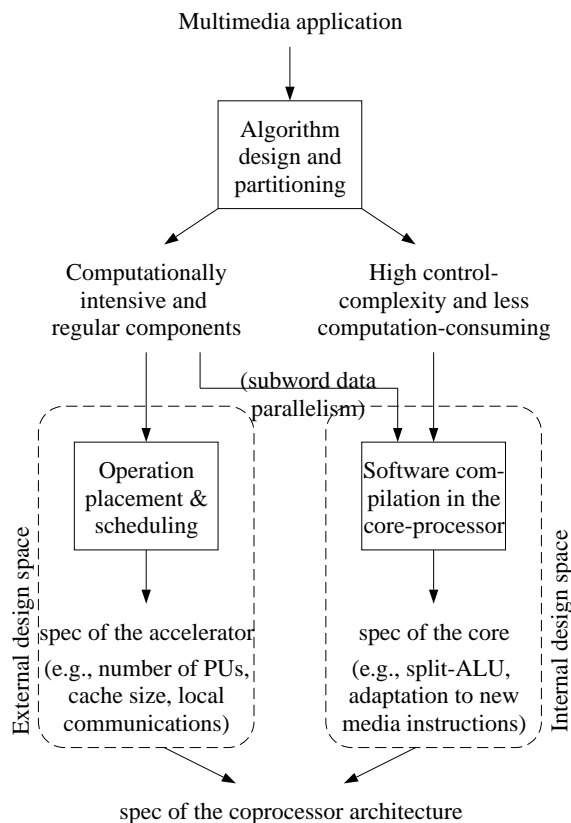 Multimedia application
Algorithm
design and
partitioning
Computationally
intensive and
regular components
High control-
complexity and less
computation-consuming
(subword data
parallelism)
External design space
Operation
placement &
scheduling
spec of the accelerator
(e.g., number of PUs,
cache size, local
communications)
Software com-
pilation in the
core-processor
spec of the core
(e.g., split-ALU,
adaptation to new
media instructions)
Internal design space
spec of the coprocessor architecture